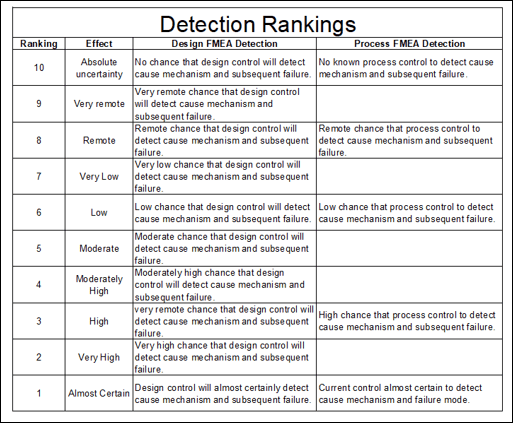 Detection Rankings
Ranking Effect Design FMEA Detection Process FMEA Detection
10 Absolute uncertainty No chance that design control will detect cause mechanism and subsequent failure. No known process control to detect cause mechanism and subsequent failure.
9 Very remote Very remote chance that design control will detect cause mechanism and subsequent failure.
8 Remote Remote chance that design control will detect cause mechanism and subsequent failure. Remote chance that process control to detect cause mechanism and subsequent failure.
7 Very Low Very low chance that design control will detect cause mechanism and subsequent failure.
6 Low Low chance that design control will detect cause mechanism and subsequent failure. Low chance that process control to detect cause mechanism and subsequent failure.
5 Moderate Moderate chance that design control will detect cause mechanism and subsequent failure.
4 Moderately High Moderately high chance that design control will detect cause mechanism and subsequent failure.
3 High very remote chance that design control will detect cause mechanism and subsequent failure. High chance that process control to detect cause mechanism and subsequent failure.
2 Very High Very high chance that design control will detect cause mechanism and subsequent failure.
1 Almost Certain Design control will almost certainly detect cause mechanism and subsequent failure. Current control almost certain to detect cause mechanism and failure mode.